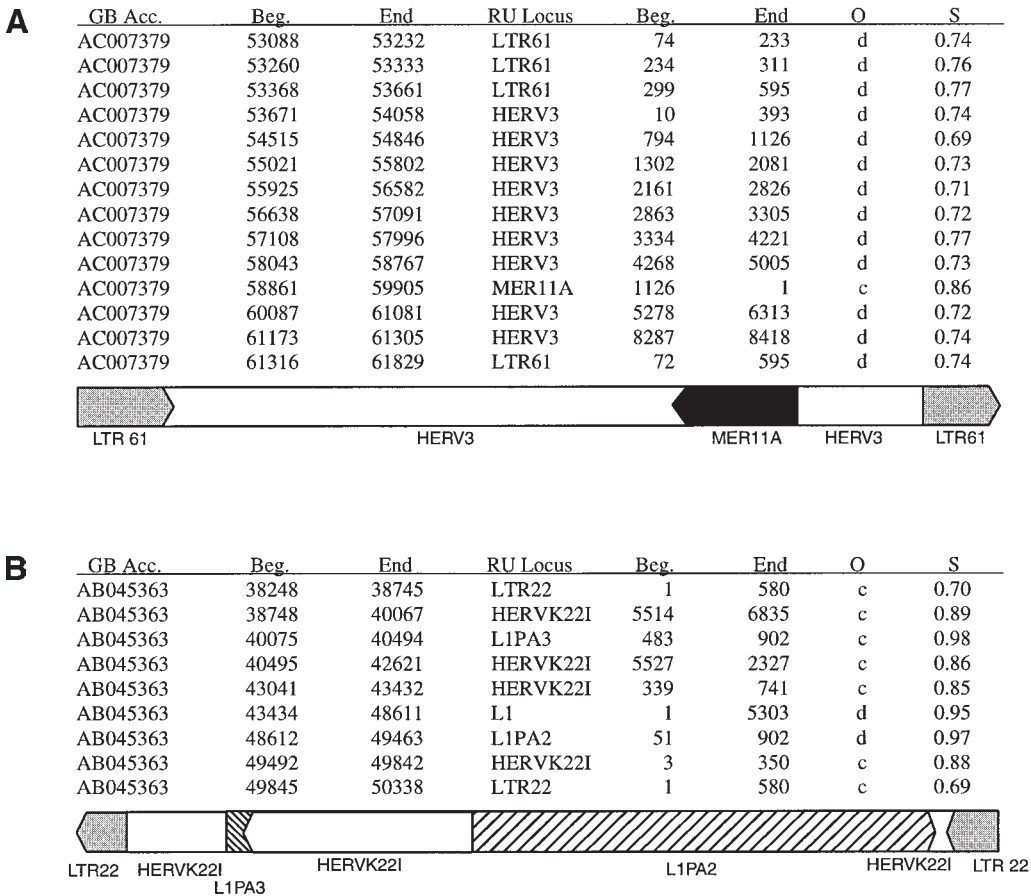 A
GB Acc. Beg. End RU Locus Beg. End O S
AC007379 53088 53232 LTR61 74 233 d 0.74
AC007379 53260 53333 LTR61 234 311 d 0.76
AC007379 53368 53661 LTR61 299 595 d 0.77
AC007379 53671 54058 HERV3 10 393 d 0.74
AC007379 54515 54846 HERV3 794 1126 d 0.69
AC007379 55021 55802 HERV3 1302 2081 d 0.73
AC007379 55925 56582 HERV3 2161 2826 d 0.71
AC007379 56638 57091 HERV3 2863 3305 d 0.72
AC007379 57108 57996 HERV3 3334 4221 d 0.77
AC007379 58043 58767 HERV3 4268 5005 d 0.73
AC007379 58861 59905 MER11A 1126 1 c 0.86
AC007379 60087 61081 HERV3 5278 6313 d 0.72
AC007379 61173 61305 HERV3 8287 8418 d 0.74
AC007379 61316 61829 LTR61 72 595 d 0.74
LTR 61 HERV3 MER11A HERV3 LTR61
B
GB Acc. Beg. End RU Locus Beg. End O S
AB045363 38248 38745 LTR22 1 580 c 0.70
AB045363 38748 40067 HERVK22I 5514 6835 c 0.89
AB045363 40075 40494 L1PA3 483 902 c 0.98
AB045363 40495 42621 HERVK22I 5527 2327 c 0.86
AB045363 43041 43432 HERVK22I 339 741 c 0.85
AB045363 43434 48611 L1 1 5303 d 0.95
AB045363 48612 49463 L1PA2 51 902 d 0.97
AB045363 49492 49842 HERVK22I 3 350 c 0.88
AB045363 49845 50338 LTR22 1 580 c 0.69
LTR22 HERVK22I HERVK22I L1PA2 HERVK22I LTR 22
L1PA3